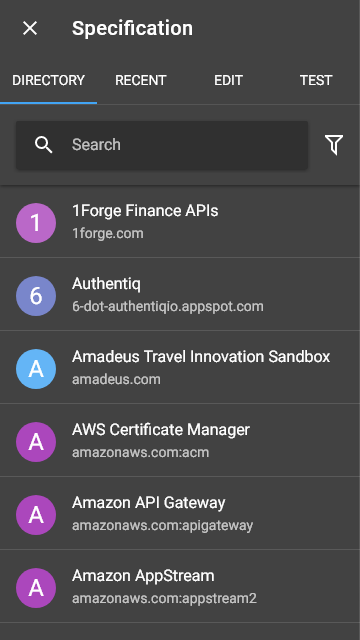 Specification
DIRECTORY RECENT EDIT TEST
Search
1
1Forge Finance APIs
1forge.com
6
Authentiq
6-dot-authentiqio.appspot.com
A
Amadeus Travel Innovation Sandbox
amadeus.com
A
AWS Certificate Manager
amazonaws.com:acm
A
Amazon API Gateway
amazonaws.com:apigateway
A
Amazon AppStream
amazonaws.com:appstream2